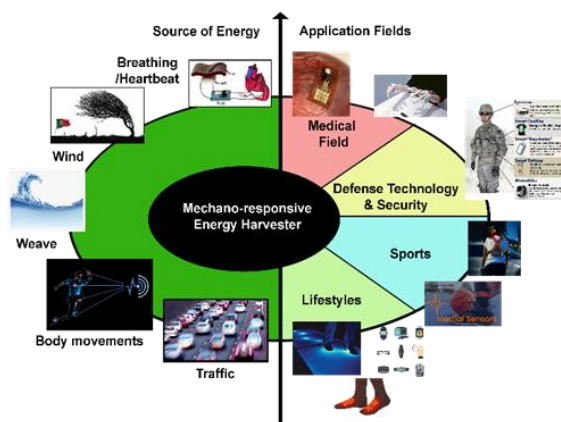 Source of Energy
Application Fields
Breathing
/Heartbeat
Medical
Field
Wind
Defense Technology
& Security
Mechano-responsive
Energy Harvester
Weave
Sports
Body movements
Lifestyles
Inertial Sensors
Traffic